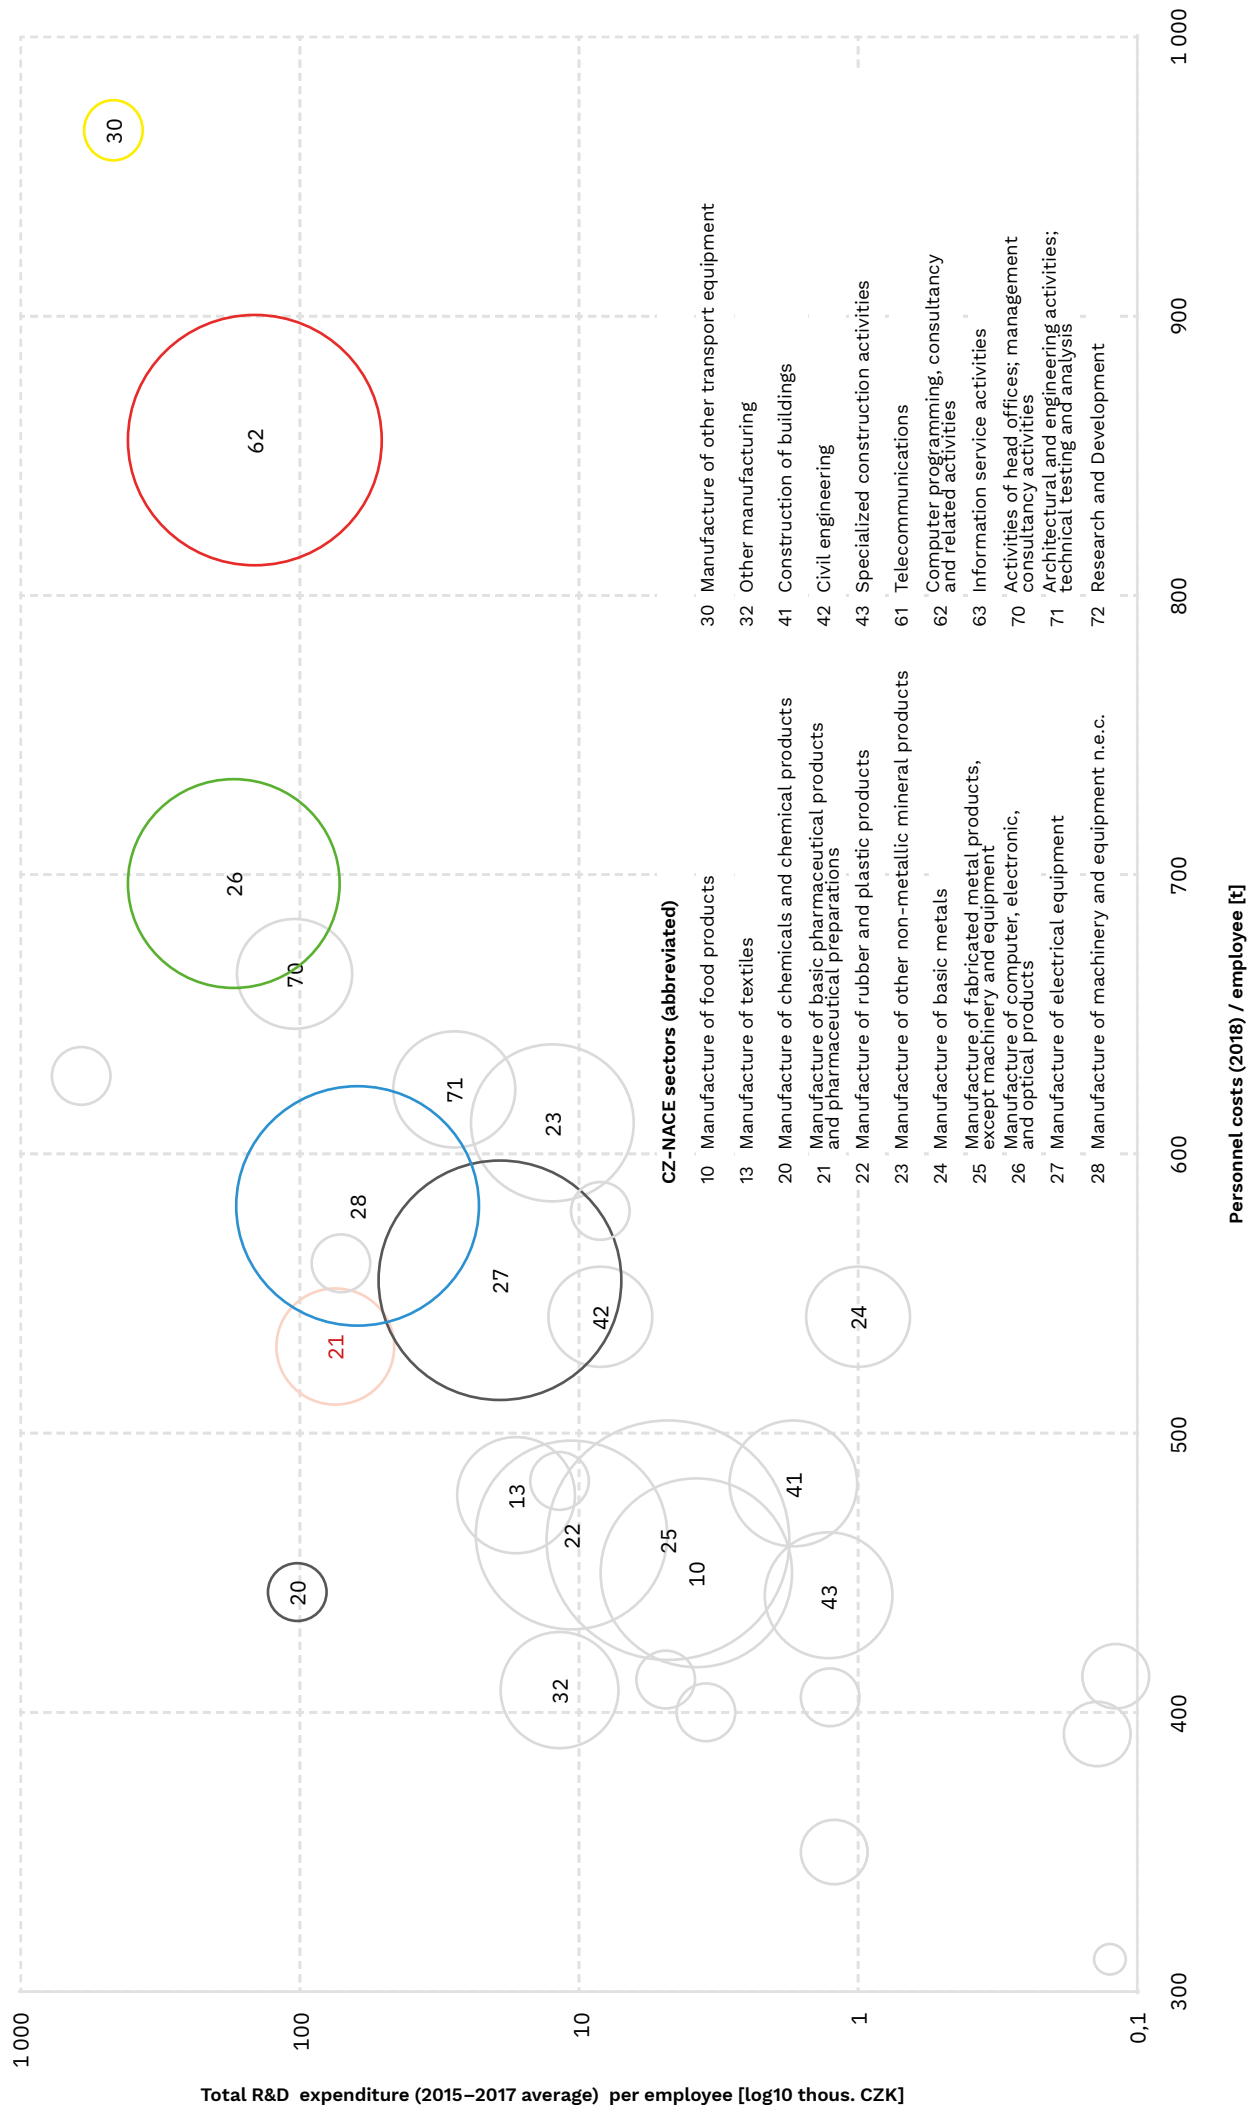 1 000
100
10
1
0,1
Total R&D expenditure (2015–2017 average) per employee [log10 thous. CZK]
300
400
500
600
700
800
900
1 000
Personnel costs (2018) / employee [t]
30
62
26
70
71
23
28
27
21
42
24
20
13
22
25
10
41
43
32
CZ-NACE sectors (abbreviated)
10 Manufacture of food products
13 Manufacture of textiles
20 Manufacture of chemicals and chemical products
21 Manufacture of basic pharmaceutical products
and pharmaceutical preparations
22 Manufacture of rubber and plastic products
23 Manufacture of other non-metallic mineral products
24 Manufacture of basic metals
25 Manufacture of fabricated metal products,
except machinery and equipment
26 Manufacture of computer, electronic,
and optical products
27 Manufacture of electrical equipment
28 Manufacture of machinery and equipment n.e.c.
30 Manufacture of other transport equipment
32 Other manufacturing
41 Construction of buildings
42 Civil engineering
43 Specialized construction activities
61 Telecommunications
62 Computer programming, consultancy
and related activities
63 Information service activities
70 Activities of head offices; management
consultancy activities
71 Architectural and engineering activities;
technical testing and analysis
72 Research and Development